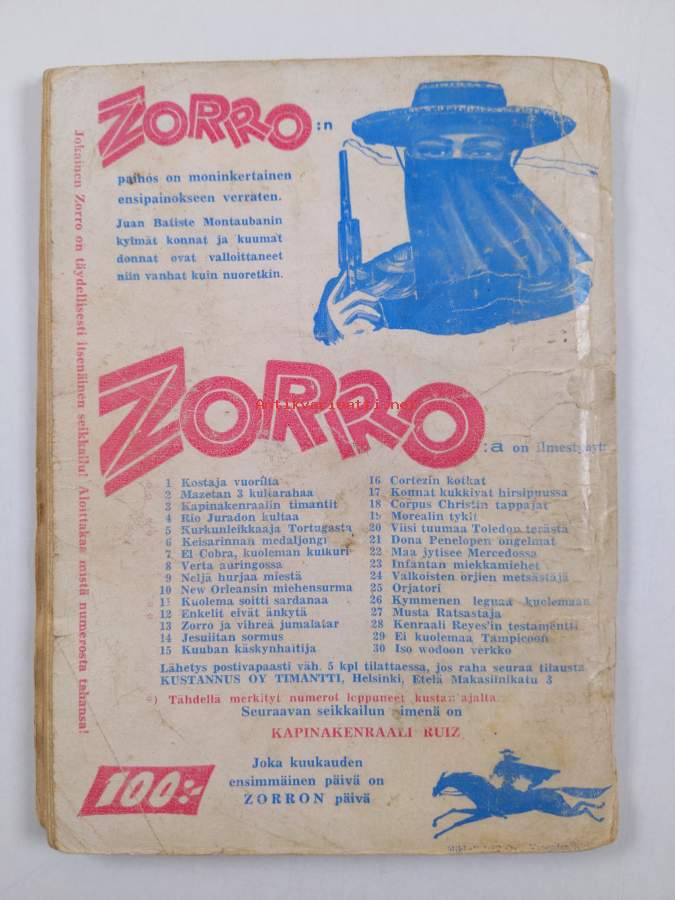 ZORRO:n
painos on moninkertainen
ensipainokseen verraten.
Juan Batiste Montaubanin
kylmät konnat ja kuumat
donnat ovat valloittaneet
niin vanhat kuin nuoretkin.
Jokainen Zorro on täydellisesti itsenäinen seikkailu! Aloittakaa mistä numerosta tahansa!
ZORRO
:a on ilmestynyt:
Antikvariaatti.net
1 Kostaja vuorilta
2 Mazetan 3 kultarahaa
3 Kapinakenraalin timantit
4 Rio Juradon kultaa
5 Kurkunleikkaaja Tortugasta
6 Keisarinnan medaljongi
7 El Cobra, kuoleman kulkuri
8 Verta auringossa
9 Neljä hurjaa miestä
10 New Orleansin miehensurma
11 Kuolema soitti sardanaa
12 Enkelit eivät änkytä
13 Zorro ja vihreä jumalatar
14 Jesuiitan sormus
15 Kuuban käskynhaltija
16 Cortezin kotkat
17 Konnat kukkivat hirsipuussa
18 Corpus Christin tappajat
19 Morealin tykit
20 Viisi tuumaa Toledon terästä
21 Dona Penelopen ongelmat
22 Maa jytisee Mercedossa
23 Infantan miekkamiehet
24 Valkoisten orjien metsästäjä
25 Orjatori
26 Kymmenen leguaa kuolemaan
27 Musta Ratsastaja
28 Kenraali Reyes'in testamentti
29 Ei kuolemaa Tampicoon
30 Iso wodoon verkko
Lähetys postivapaasti väh. 5 kpl tilattaessa, jos raha seuraa tilausta
KUSTANNUS OY TIMANTTI, Helsinki, Etelä Makasiinikatu 3
*) Tähdellä merkityt numerot loppuneet kustantajalta
Seuraavan seikkailun nimenä on
KAPINAKENRAALI RUIZ
Joka kuukauden
ensimmäinen päivä on
ZORRON päivä
100:-